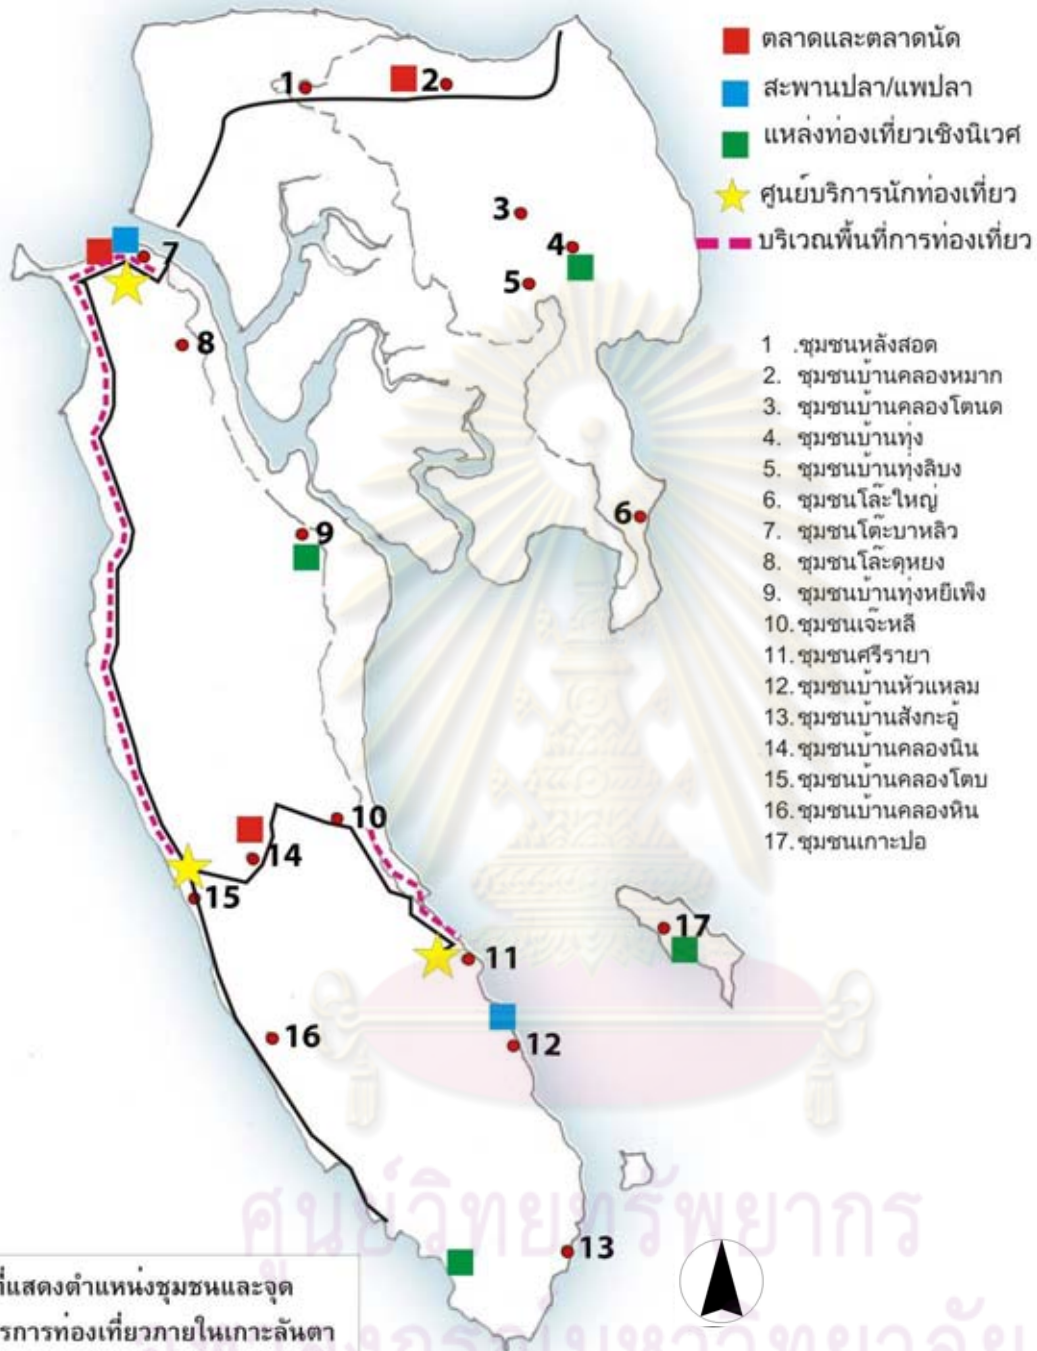 ตลาดและตลาดนัด
สะพานปลา/แพปลา
แหล่งท่องเที่ยวเชิงนิเวศ
ศูนย์บริการนักท่องเที่ยว
บริเวณพื้นที่การท่องเที่ยว
1 .ชุมชนหลังสอด
2. ชุมชนบ้านคลองหมาก
3. ชุมชนบ้านคลองโตนด
4. ชุมชนบ้านทุ่ง
5. ชุมชนบ้านทุ่งลิบง
6. ชุมชนโล๊ะใหญ่
7. ชุมชนโต๊ะบาหลิว
8. ชุมชนโล๊ะดุหยง
9. ชุมชนบ้านทุ่งหยีเพ็ง
10.ชุมชนเจ๊ะหลี
11.ชุมชนศรีรายา
12.ชุมชนบ้านหัวแหลม
13.ชุมชนบ้านสังกะอู้
14.ชุมชนบ้านคลองนิน
15.ชุมชนบ้านคลองโตบ
16.ชุมชนบ้านคลองหิน
17.ชุมชนเกาะปอ
1
2
3
4
5
6
7
8
9
10
14
15
11
17
16
12
13
ศูนย์วิทยทรัพยากร
ที่แสดงตำแหน่งชุมชนและจุด
รการท่องเที่ยวภายในเกาะลันตา